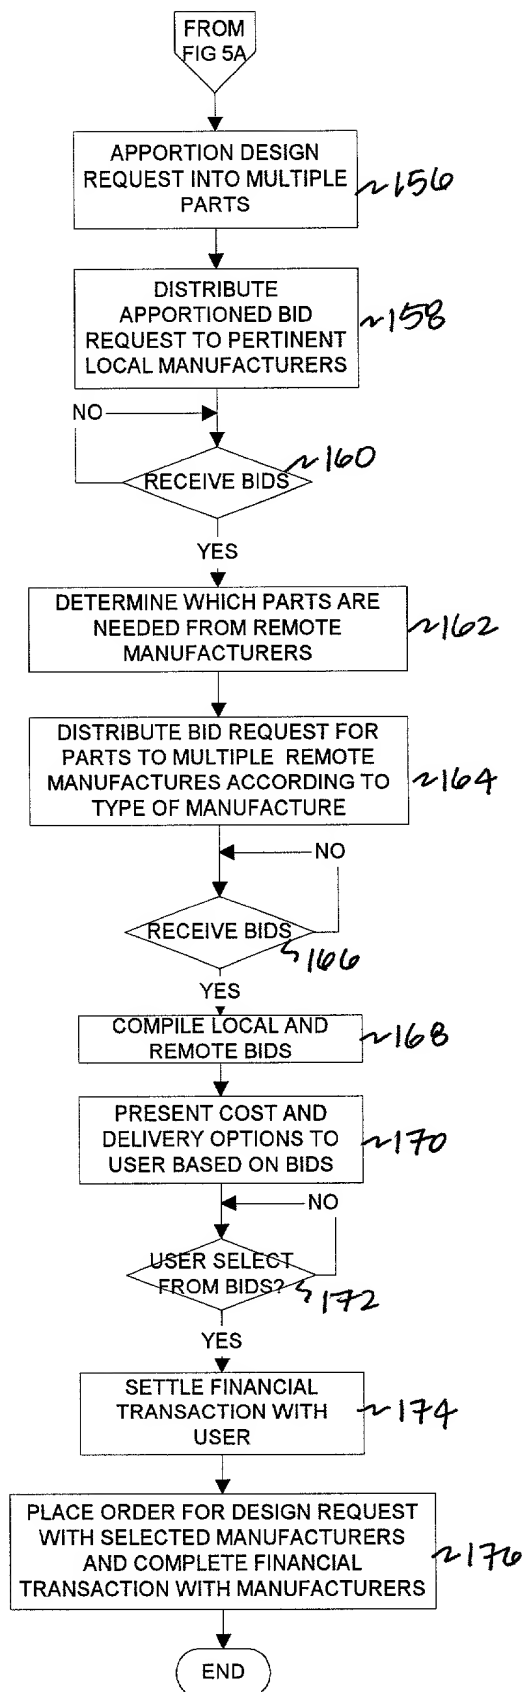 FROM
FIG 5A
APPORTION DESIGN
REQUEST INTO MULTIPLE
PARTS
156
DISTRIBUTE
APPORTIONED BID
REQUEST TO PERTINENT
LOCAL MANUFACTURERS
158
NO
RECEIVE BIDS
160
YES
DETERMINE WHICH PARTS ARE
NEEDED FROM REMOTE
MANUFACTURERS
162
DISTRIBUTE BID REQUEST FOR
PARTS TO MULTIPLE REMOTE
MANUFACTURES ACCORDING TO
TYPE OF MANUFACTURE
164
NO
RECEIVE BIDS
166
YES
COMPILE LOCAL AND
REMOTE BIDS
168
PRESENT COST AND
DELIVERY OPTIONS TO
USER BASED ON BIDS
170
NO
USER SELECT
FROM BIDS?
172
YES
SETTLE FINANCIAL
TRANSACTION WITH
USER
174
PLACE ORDER FOR DESIGN REQUEST
WITH SELECTED MANUFACTURERS
AND COMPLETE FINANCIAL
TRANSACTION WITH MANUFACTURERS
176
END